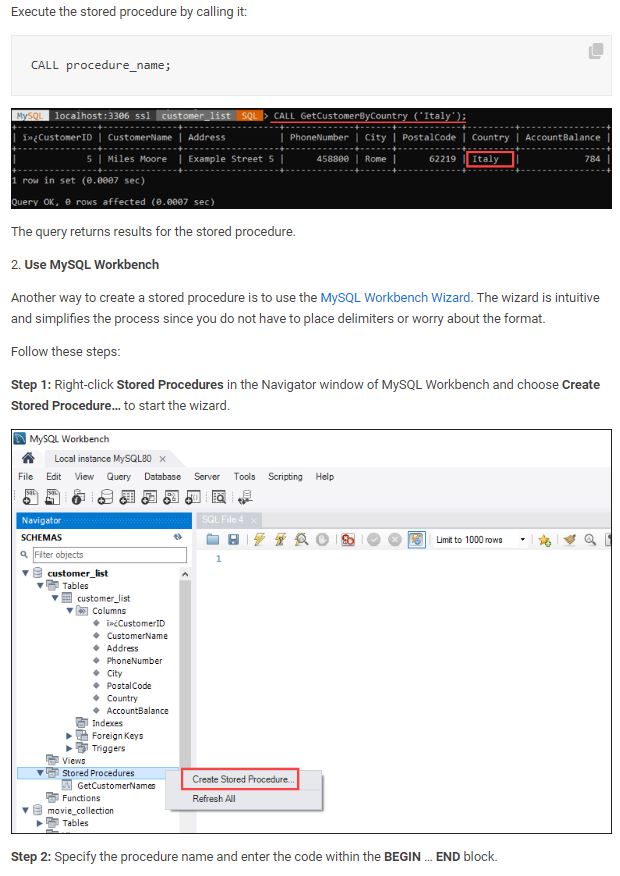 Execute the stored procedure by calling it:
CALL procedure_name;
MySQL localhost:3306 ssl customer_list SQL > CALL GetCustomerByCountry ('Italy');
| ï»¿CustomerID | CustomerName | Address | PhoneNumber | City | PostalCode | Country | AccountBalance |
| 5 | Miles Moore | Example Street 5 | 458800 | Rome | 62219 | Italy | 784 |
1 row in set (0.0007 sec)
Query OK, 0 rows affected (0.0007 sec)
The query returns results for the stored procedure.
2. Use MySQL Workbench
Another way to create a stored procedure is to use the MySQL Workbench Wizard. The wizard is intuitive
and simplifies the process since you do not have to place delimiters or worry about the format.
Follow these steps:
Step 1: Right-click Stored Procedures in the Navigator window of MySQL Workbench and choose Create
Stored Procedure… to start the wizard.
MySQL Workbench
Local instance MySQL80 ×
File Edit View Query Database Server Tools Scripting Help
Navigator
SQL File 4 ×
SCHEMAS
Limit to 1000 rows
Filter objects
1
customer_list
Tables
customer_list
Columns
ï»¿CustomerID
CustomerName
Address
PhoneNumber
City
PostalCode
Country
AccountBalance
Indexes
Foreign Keys
Triggers
Views
Stored Procedures
Create Stored Procedure...
GetCustomerNames
Refresh All
Functions
movie_collection
Tables
Step 2: Specify the procedure name and enter the code within the BEGIN … END block.